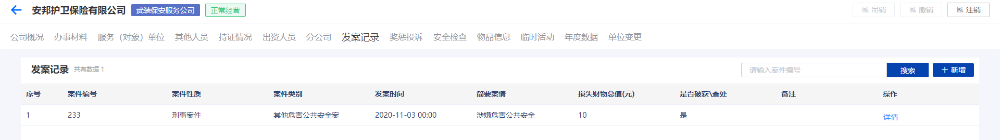 安邦护卫保险有限公司 武装保安服务公司 正常经营 吊销 撤销 注销
公司概况 办事材料 服务（对象）单位 其他人员 持证情况 出资人员 分公司 发案记录 奖惩投诉 安全检查 物品信息 临时活动 年度数据 单位变更
发案记录 共有数据 1 请输入案件编号 搜索 + 新增
序号 案件编号 案件性质 案件类别 发案时间 简要案情 损失财物总值(元) 是否破获\查处 备注 操作
1 233 刑事案件 其他危害公共安全案 2020-11-03 00:00 涉嫌危害公共安全 10 是 详情